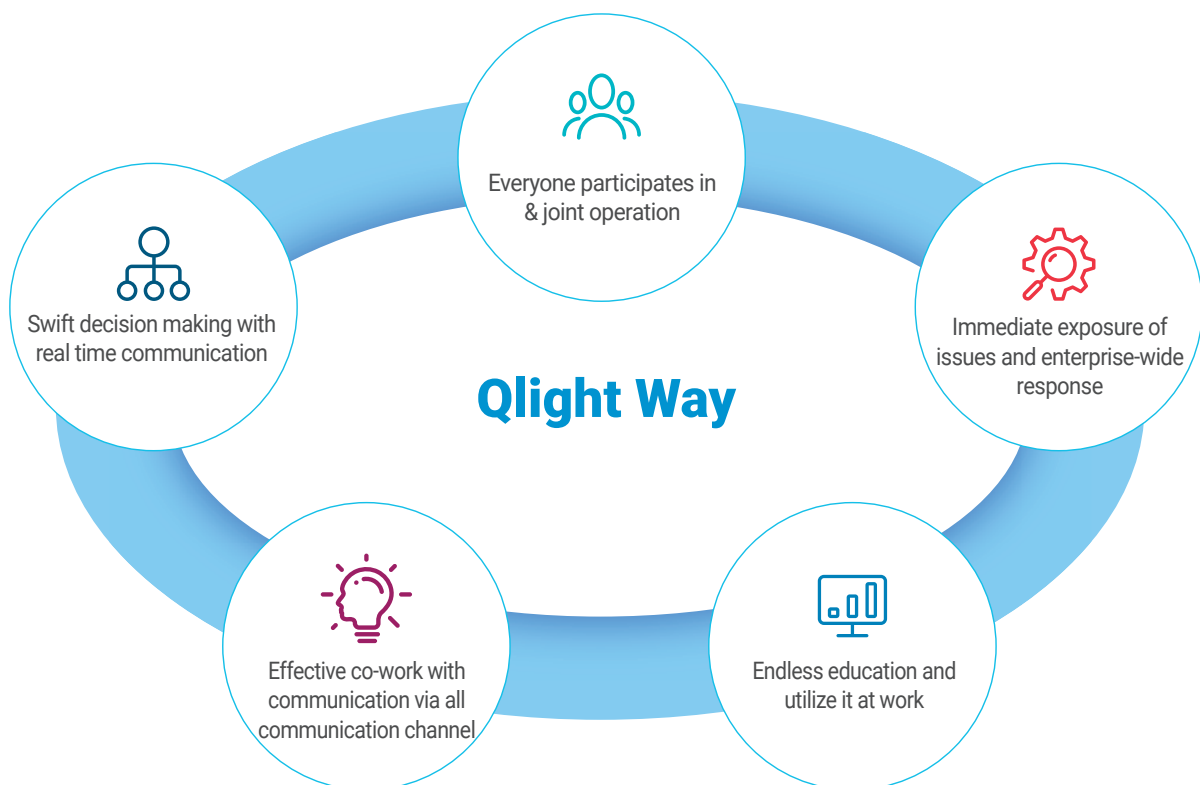 Everyone participates in
& joint operation
Swift decision making with
real time communication
Immediate exposure of
issues and enterprise-wide
response
Qlight Way
Effective co-work with
communication via all
communication channel
Endless education and
utilize it at work